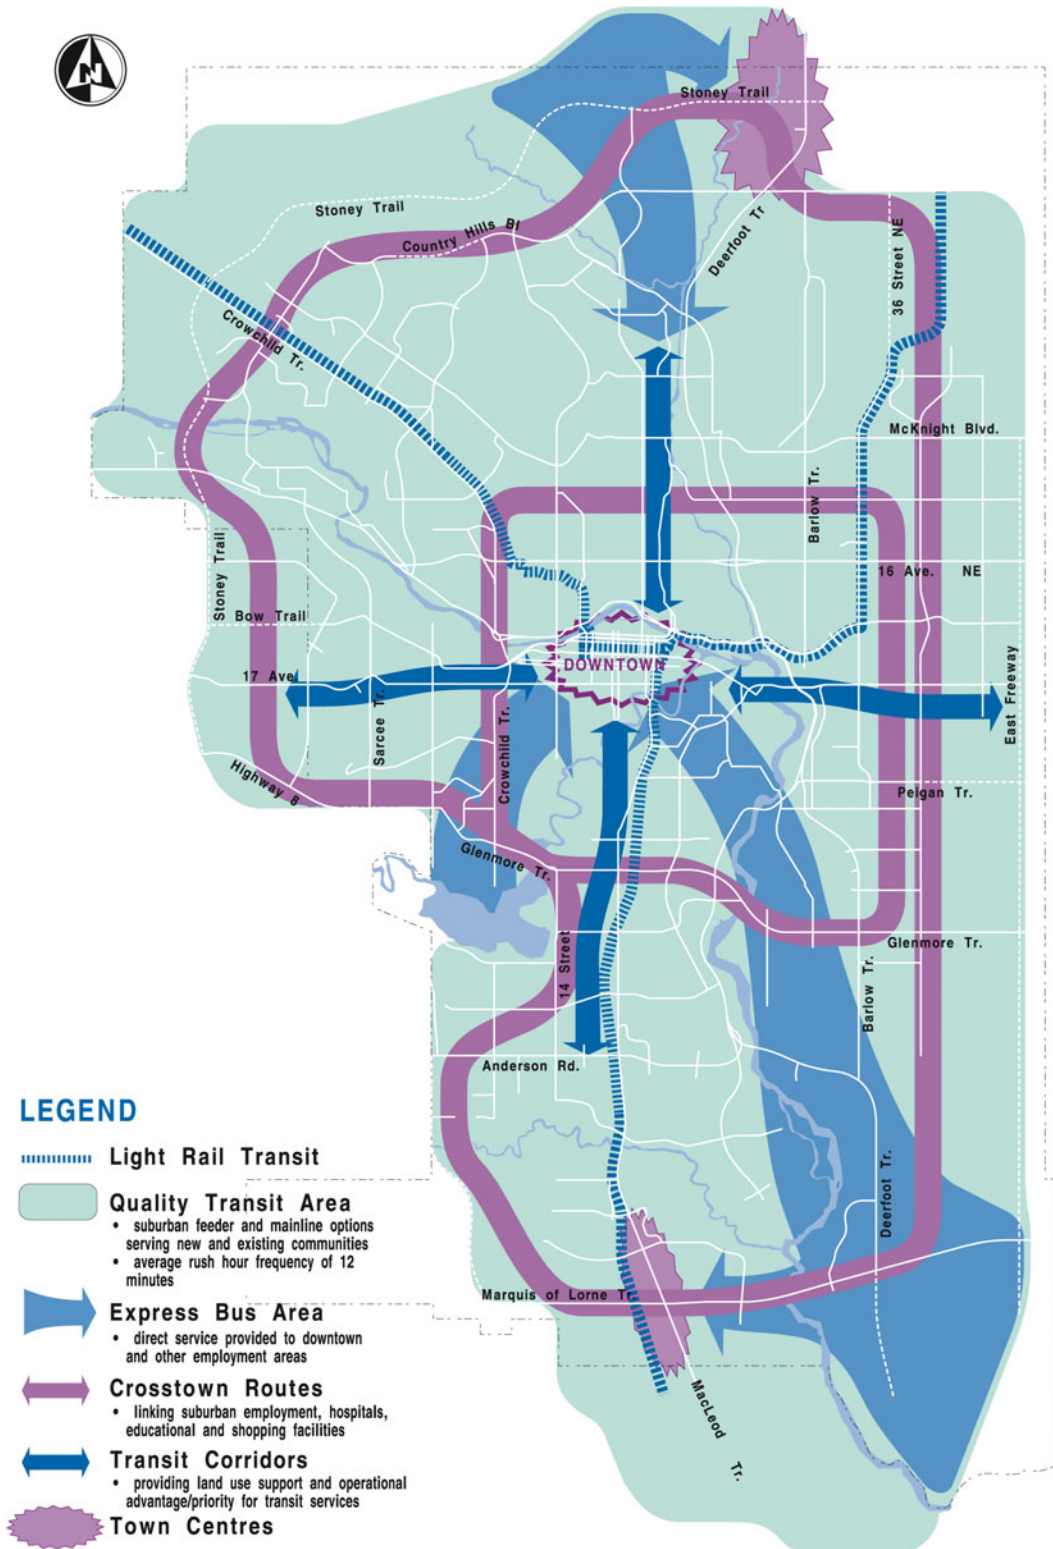 N
Stoney Trail
Stoney Trail
Country Hills Bl
Deerfoot Tr
36 Street NE
Crowchild Tr.
McKnight Blvd.
Barlow Tr.
Stoney Trail
16 Ave. NE
Bow Trail
DOWNTOWN
17 Ave.
Sarcee Tr.
Crowchild Tr.
East Freeway
Highway 8
Peigan Tr.
Glenmore Tr.
14 Street
Glenmore Tr.
Barlow Tr.
Anderson Rd.
Deerfoot Tr.
Marquis of Lorne Tr.
MacLeod Tr.
LEGEND
Light Rail Transit
Quality Transit Area
• suburban feeder and mainline options
serving new and existing communities
• average rush hour frequency of 12
minutes
Express Bus Area
• direct service provided to downtown
and other employment areas
Crosstown Routes
• linking suburban employment, hospitals,
educational and shopping facilities
Transit Corridors
• providing land use support and operational
advantage/priority for transit services
Town Centres